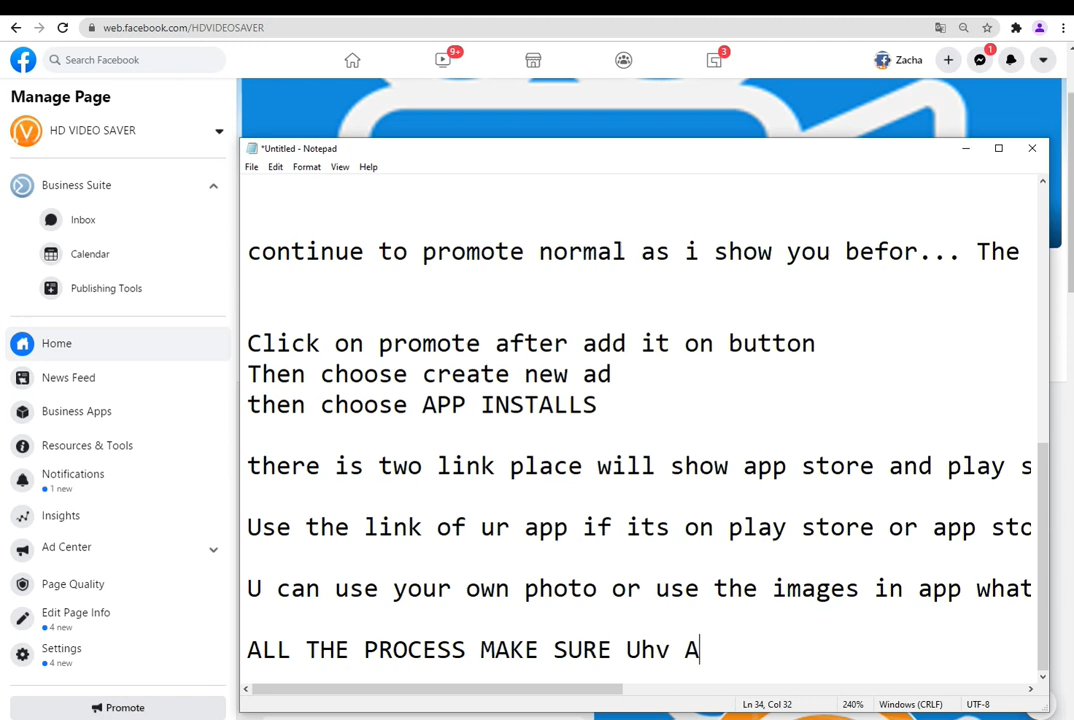 web.facebook.com/HDVIDEOSAVER
Search Facebook
9+
3
Zacha
1
Manage Page
HD VIDEO SAVER
Business Suite
Inbox
Calendar
Publishing Tools
Home
News Feed
Business Apps
Resources & Tools
Notifications
1 new
Insights
Ad Center
Page Quality
Edit Page Info
4 new
Settings
4 new
Promote
*Untitled - Notepad
File Edit Format View Help
continue to promote normal as i show you befor... The
Click on promote after add it on button
Then choose create new ad
then choose APP INSTALLS
there is two link place will show app store and play s
Use the link of ur app if its on play store or app sto
U can use your own photo or use the images in app what
ALL THE PROCESS MAKE SURE Uhv A
Ln 34, Col 32 240% Windows (CRLF) UTF-8